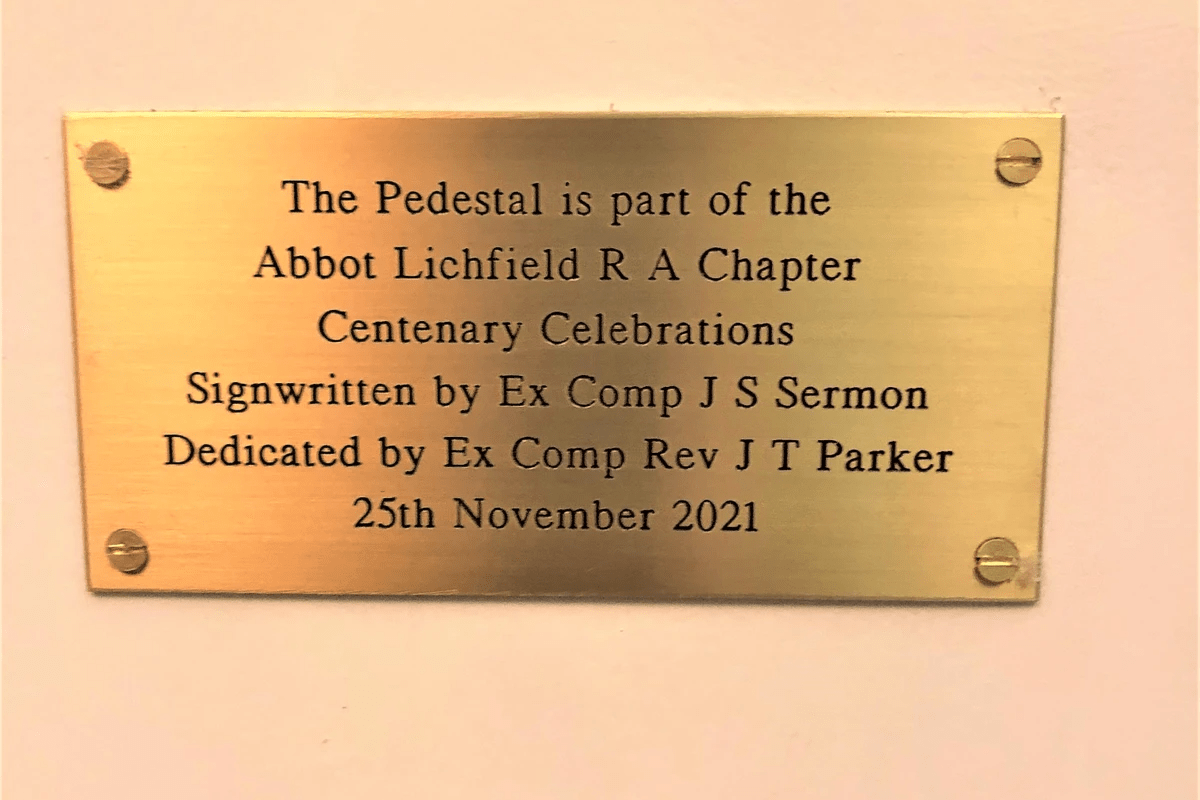 The Pedestal is part of the
Abbot Lichfield R A Chapter
Centenary Celebrations
Signwritten by Ex Comp J S Sermon
Dedicated by Ex Comp Rev J T Parker
25th November 2021